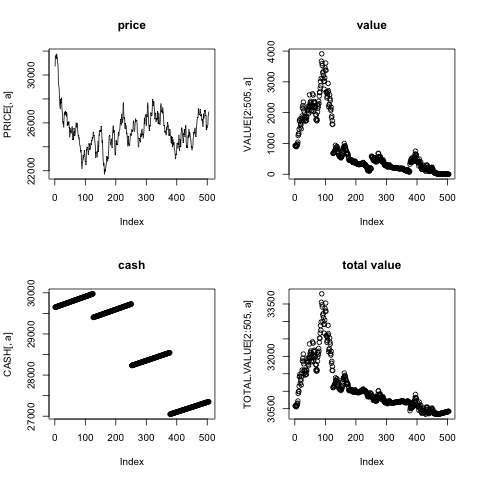 price
PRICE[, a]
22000 26000 30000
0 100 200 300 400 500
Index
value
VALUE[2:505, a]
0 1000 2000 3000 4000
0 100 200 300 400 500
Index
cash
CASH[, a]
27000 28000 29000 30000
0 100 200 300 400 500
Index
total value
TOTAL.VALUE[2:505, a]
30500 32000 33500
0 100 200 300 400 500
Index